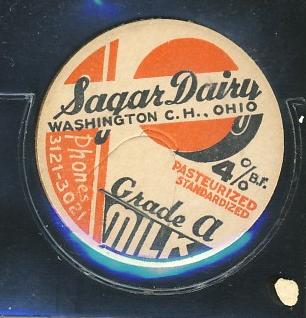 Sagar Dairy
WASHINGTON C.H., OHIO
Phones
3121-3021
4% B.F.
PASTEURIZED
STANDARDIZED
Grade A
MILK